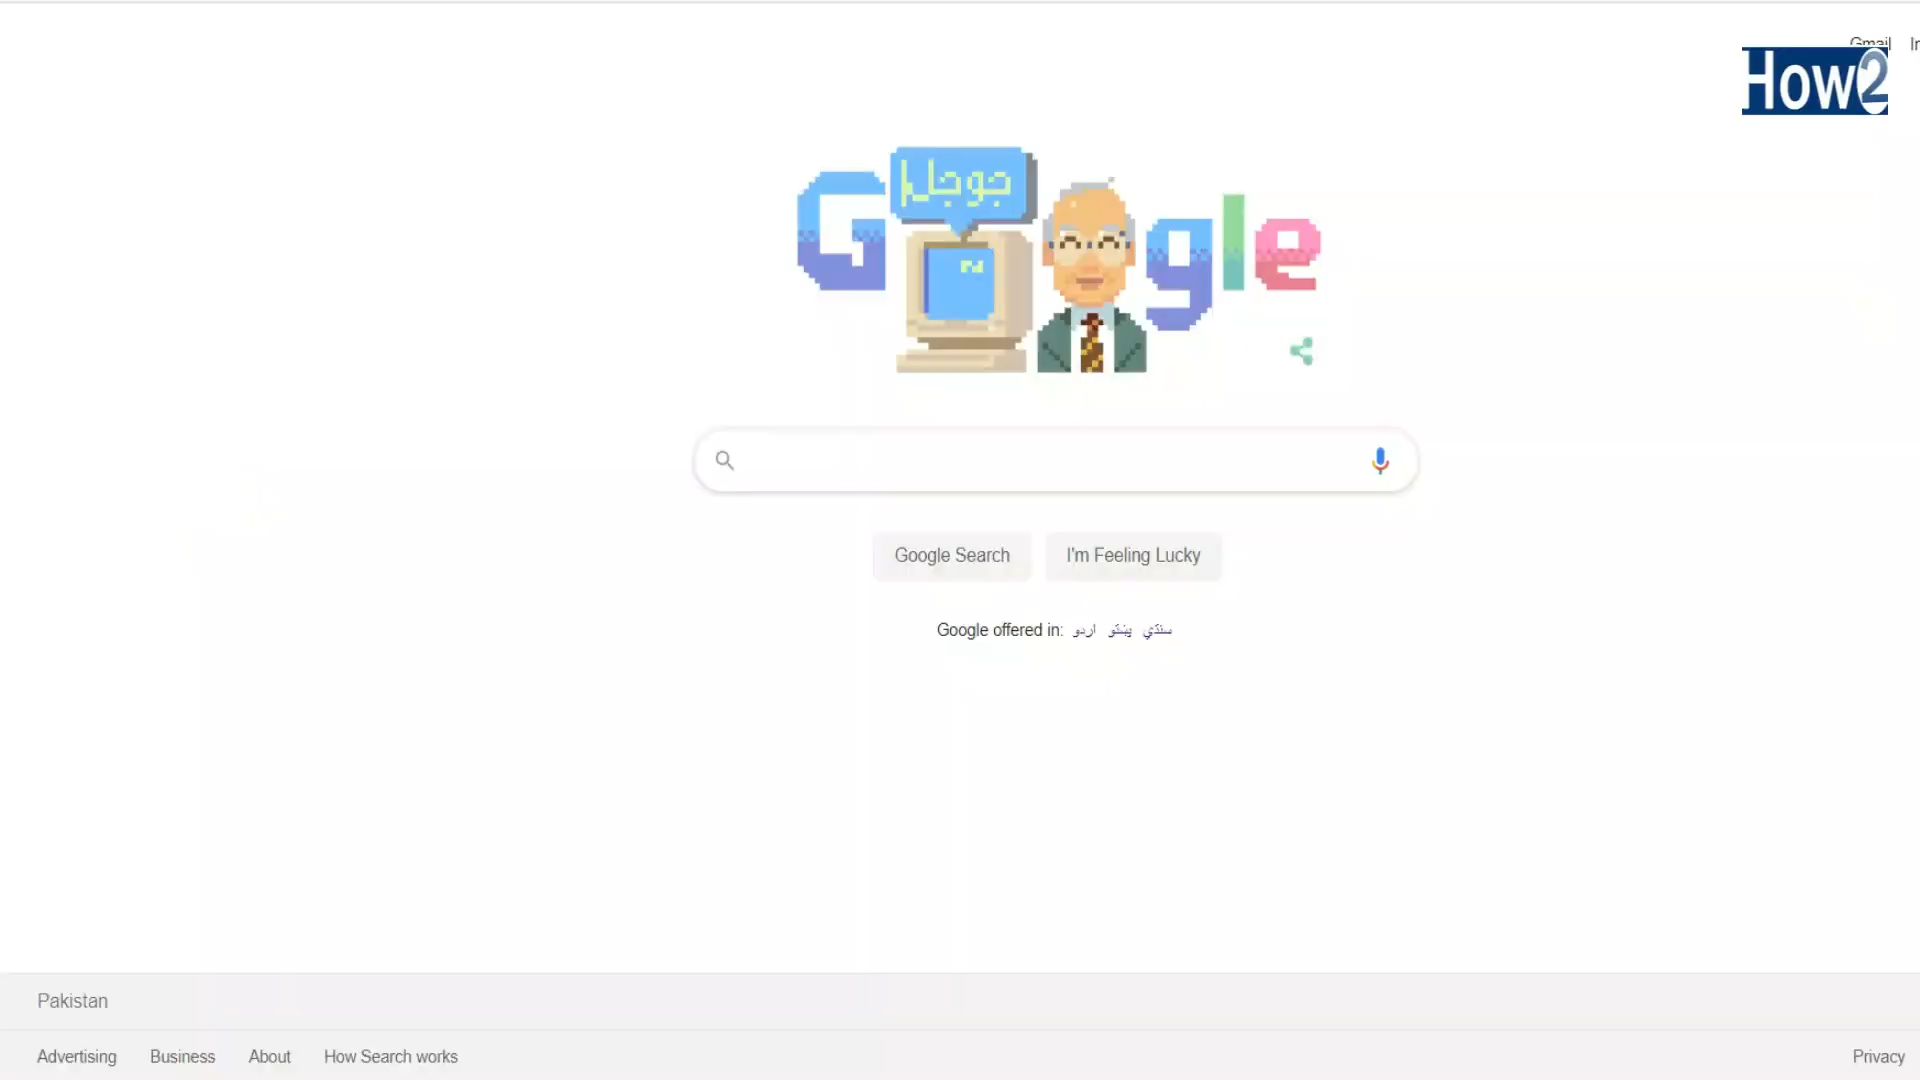 Gmail
How2
جوجل
Google
Google Search
I'm Feeling Lucky
Google offered in: اردو پښتو سنڌي
Pakistan
Advertising
Business
About
How Search works
Privacy